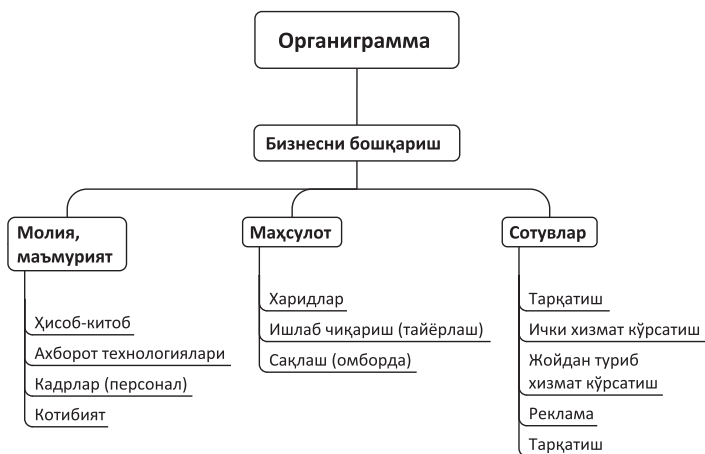 Органиграмма
Бизнесни бошқариш
Молия,
маъмурият
Ҳисоб-китоб
Ахборот технологиялари
Кадрлар (персонал)
Котибият
Маҳсулот
Харидлар
Ишлаб чиқариш (тайёрлаш)
Сақлаш (омборда)
Сотувлар
Тарқатиш
Ички хизмат кўрсатиш
Жойдан туриб
хизмат кўрсатиш
Реклама
Тарқатиш